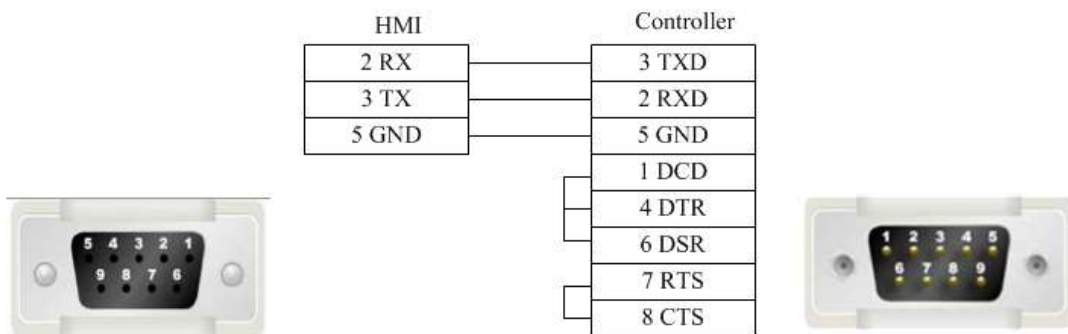 HMI
Controller
2 RX
3 TXD
3 TX
2 RXD
5 GND
5 GND
1 DCD
4 DTR
6 DSR
7 RTS
8 CTS
5 4 3 2 1
9 8 7 6
1 2 3 4 5
6 7 8 9